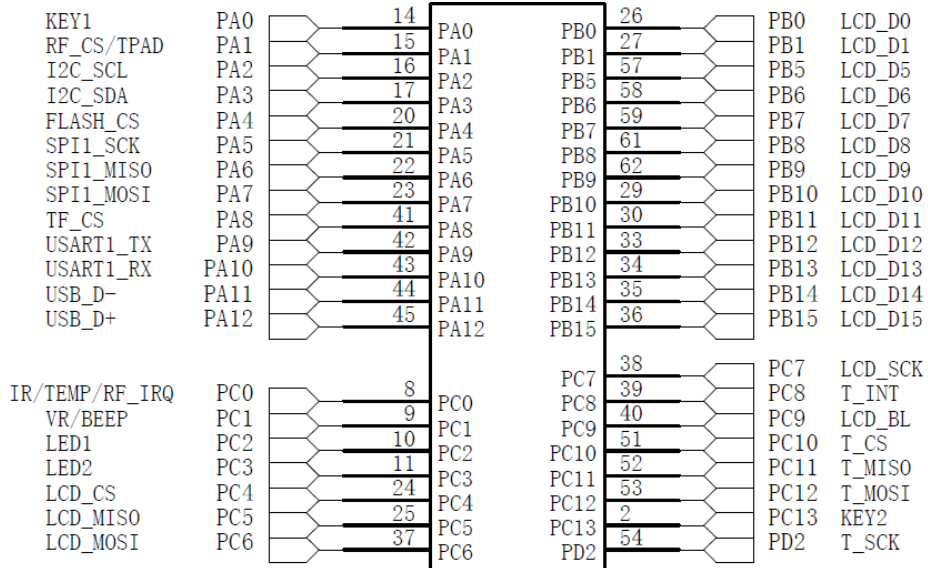 KEY1 PA0 14 PA0 PB0 26 PB0 LCD_D0
RF_CS/TPAD PA1 15 PA1 PB1 27 PB1 LCD_D1
I2C_SCL PA2 16 PA2 PB5 57 PB5 LCD_D5
I2C_SDA PA3 17 PA3 PB6 58 PB6 LCD_D6
FLASH_CS PA4 20 PA4 PB7 59 PB7 LCD_D7
SPI1_SCK PA5 21 PA5 PB8 61 PB8 LCD_D8
SPI1_MISO PA6 22 PA6 PB9 62 PB9 LCD_D9
SPI1_MOSI PA7 23 PA7 PB10 29 PB10 LCD_D10
TF_CS PA8 41 PA8 PB11 30 PB11 LCD_D11
USART1_TX PA9 42 PA9 PB12 33 PB12 LCD_D12
USART1_RX PA10 43 PA10 PB13 34 PB13 LCD_D13
USB_D- PA11 44 PA11 PB14 35 PB14 LCD_D14
USB_D+ PA12 45 PA12 PB15 36 PB15 LCD_D15
PC7 38 PC7 LCD_SCK
IR/TEMP/RF_IRQ PC0 8 PC0 PC8 39 PC8 T_INT
VR/BEEP PC1 9 PC1 PC9 40 PC9 LCD_BL
LED1 PC2 10 PC2 PC10 51 PC10 T_CS
LED2 PC3 11 PC3 PC11 52 PC11 T_MISO
LCD_CS PC4 24 PC4 PC12 53 PC12 T_MOSI
LCD_MISO PC5 25 PC5 PC13 2 PC13 KEY2
LCD_MOSI PC6 37 PC6 PD2 54 PD2 T_SCK